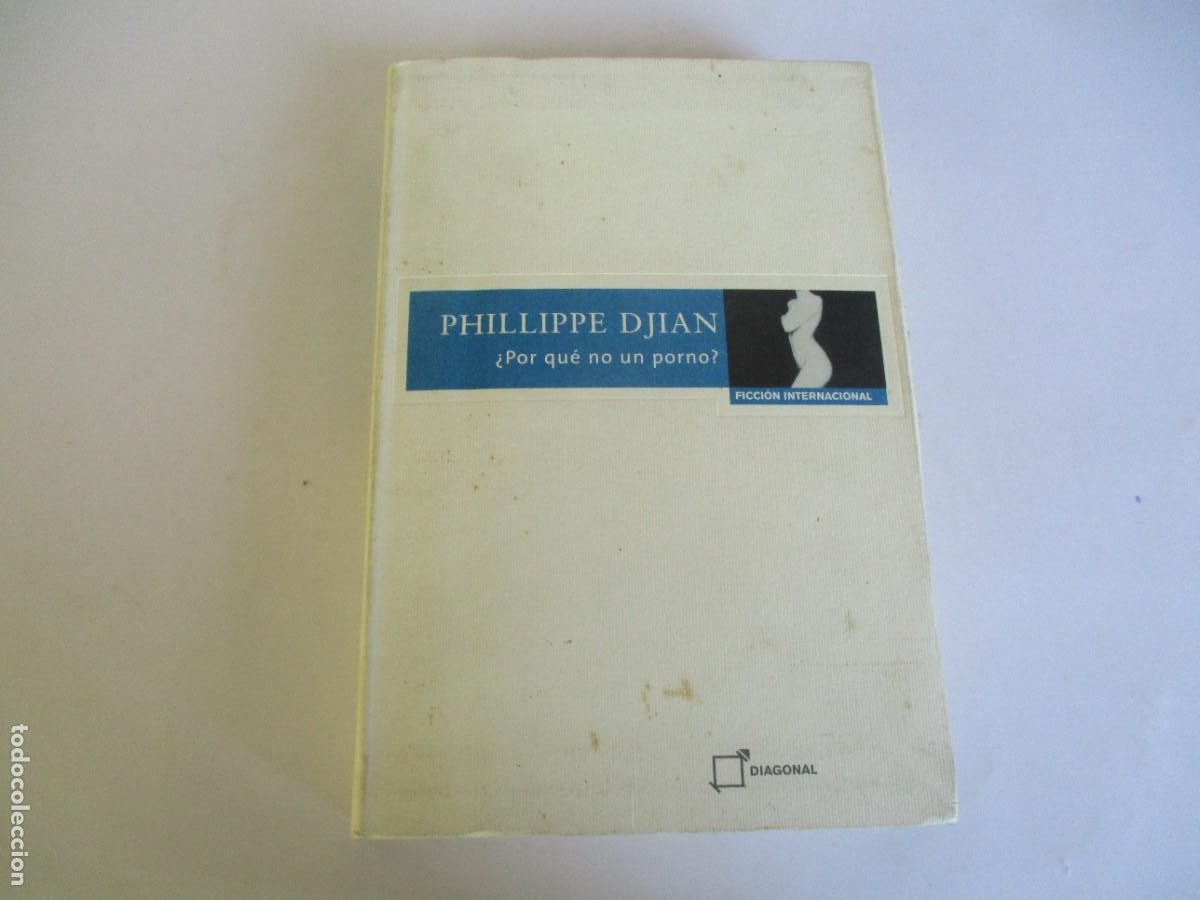 PHILLIPPE DJIAN
¿Por qué no un porno?
FICCIÓN INTERNACIONAL
DIAGONAL
todocoleccion